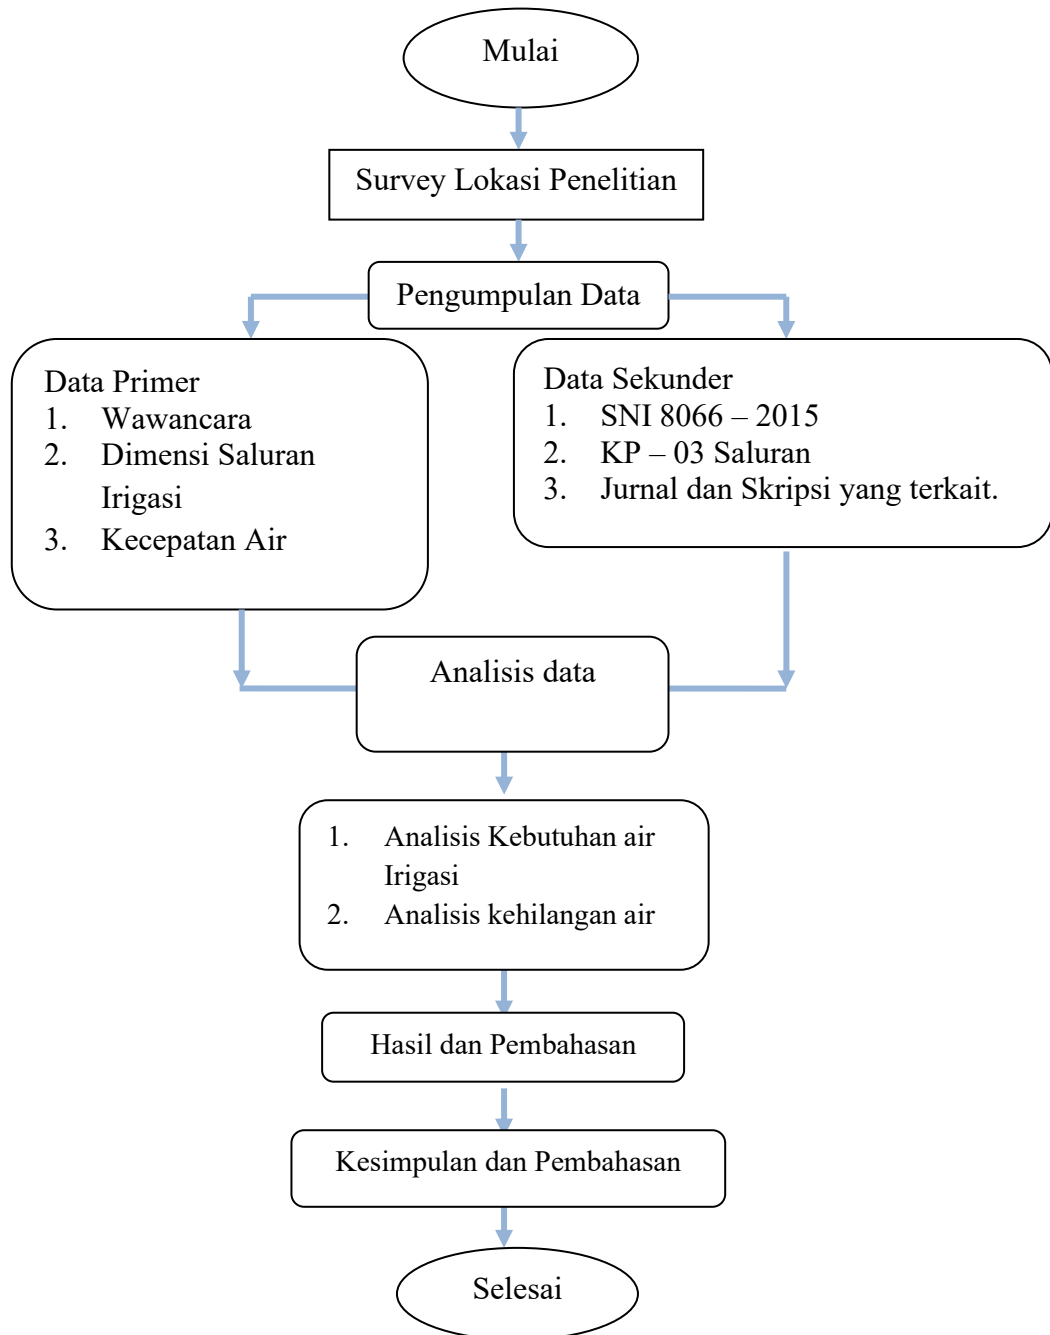 Mulai
Survey Lokasi Penelitian
Pengumpulan Data
Data Primer
1. Wawancara
2. Dimensi Saluran
Irigasi
3. Kecepatan Air
Data Sekunder
1. SNI 8066 – 2015
2. KP – 03 Saluran
3. Jurnal dan Skripsi yang terkait.
Analisis data
1. Analisis Kebutuhan air
Irigasi
2. Analisis kehilangan air
Hasil dan Pembahasan
Kesimpulan dan Pembahasan
Selesai